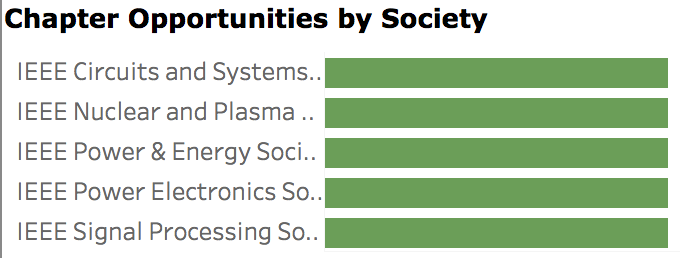 Chapter Opportunities by Society
IEEE Circuits and Systems..
IEEE Nuclear and Plasma ..
IEEE Power & Energy Soci..
IEEE Power Electronics So..
IEEE Signal Processing So..